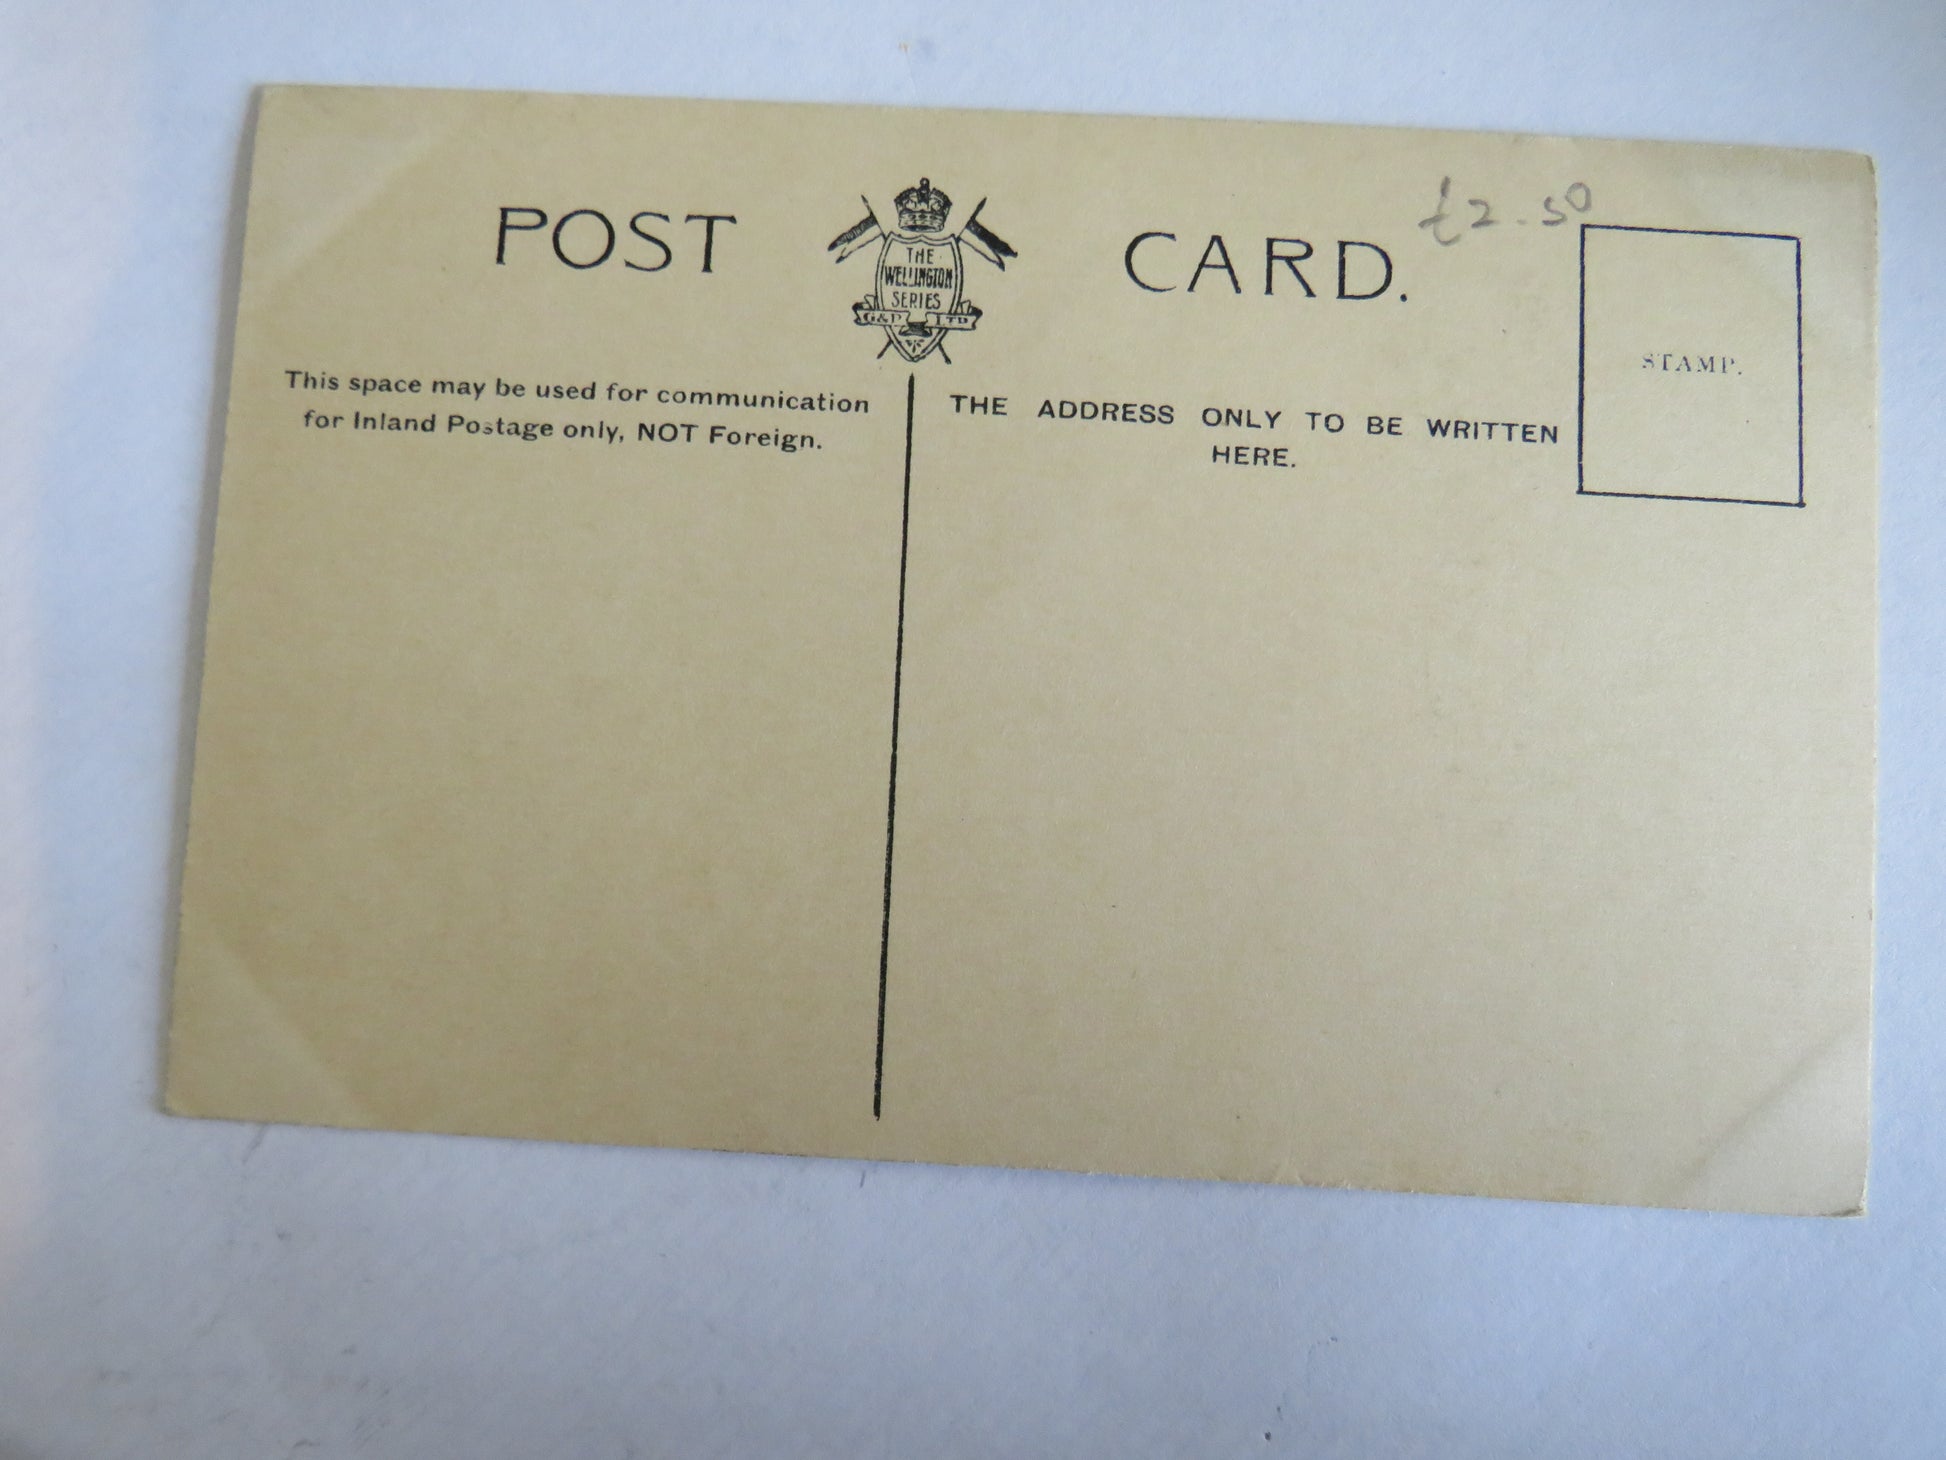 POST CARD.
£2.50
THE
WELLINGTON
SERIES
G&P LTD
STAMP.
This space may be used for communication
for Inland Postage only, NOT Foreign.
THE ADDRESS ONLY TO BE WRITTEN
HERE.